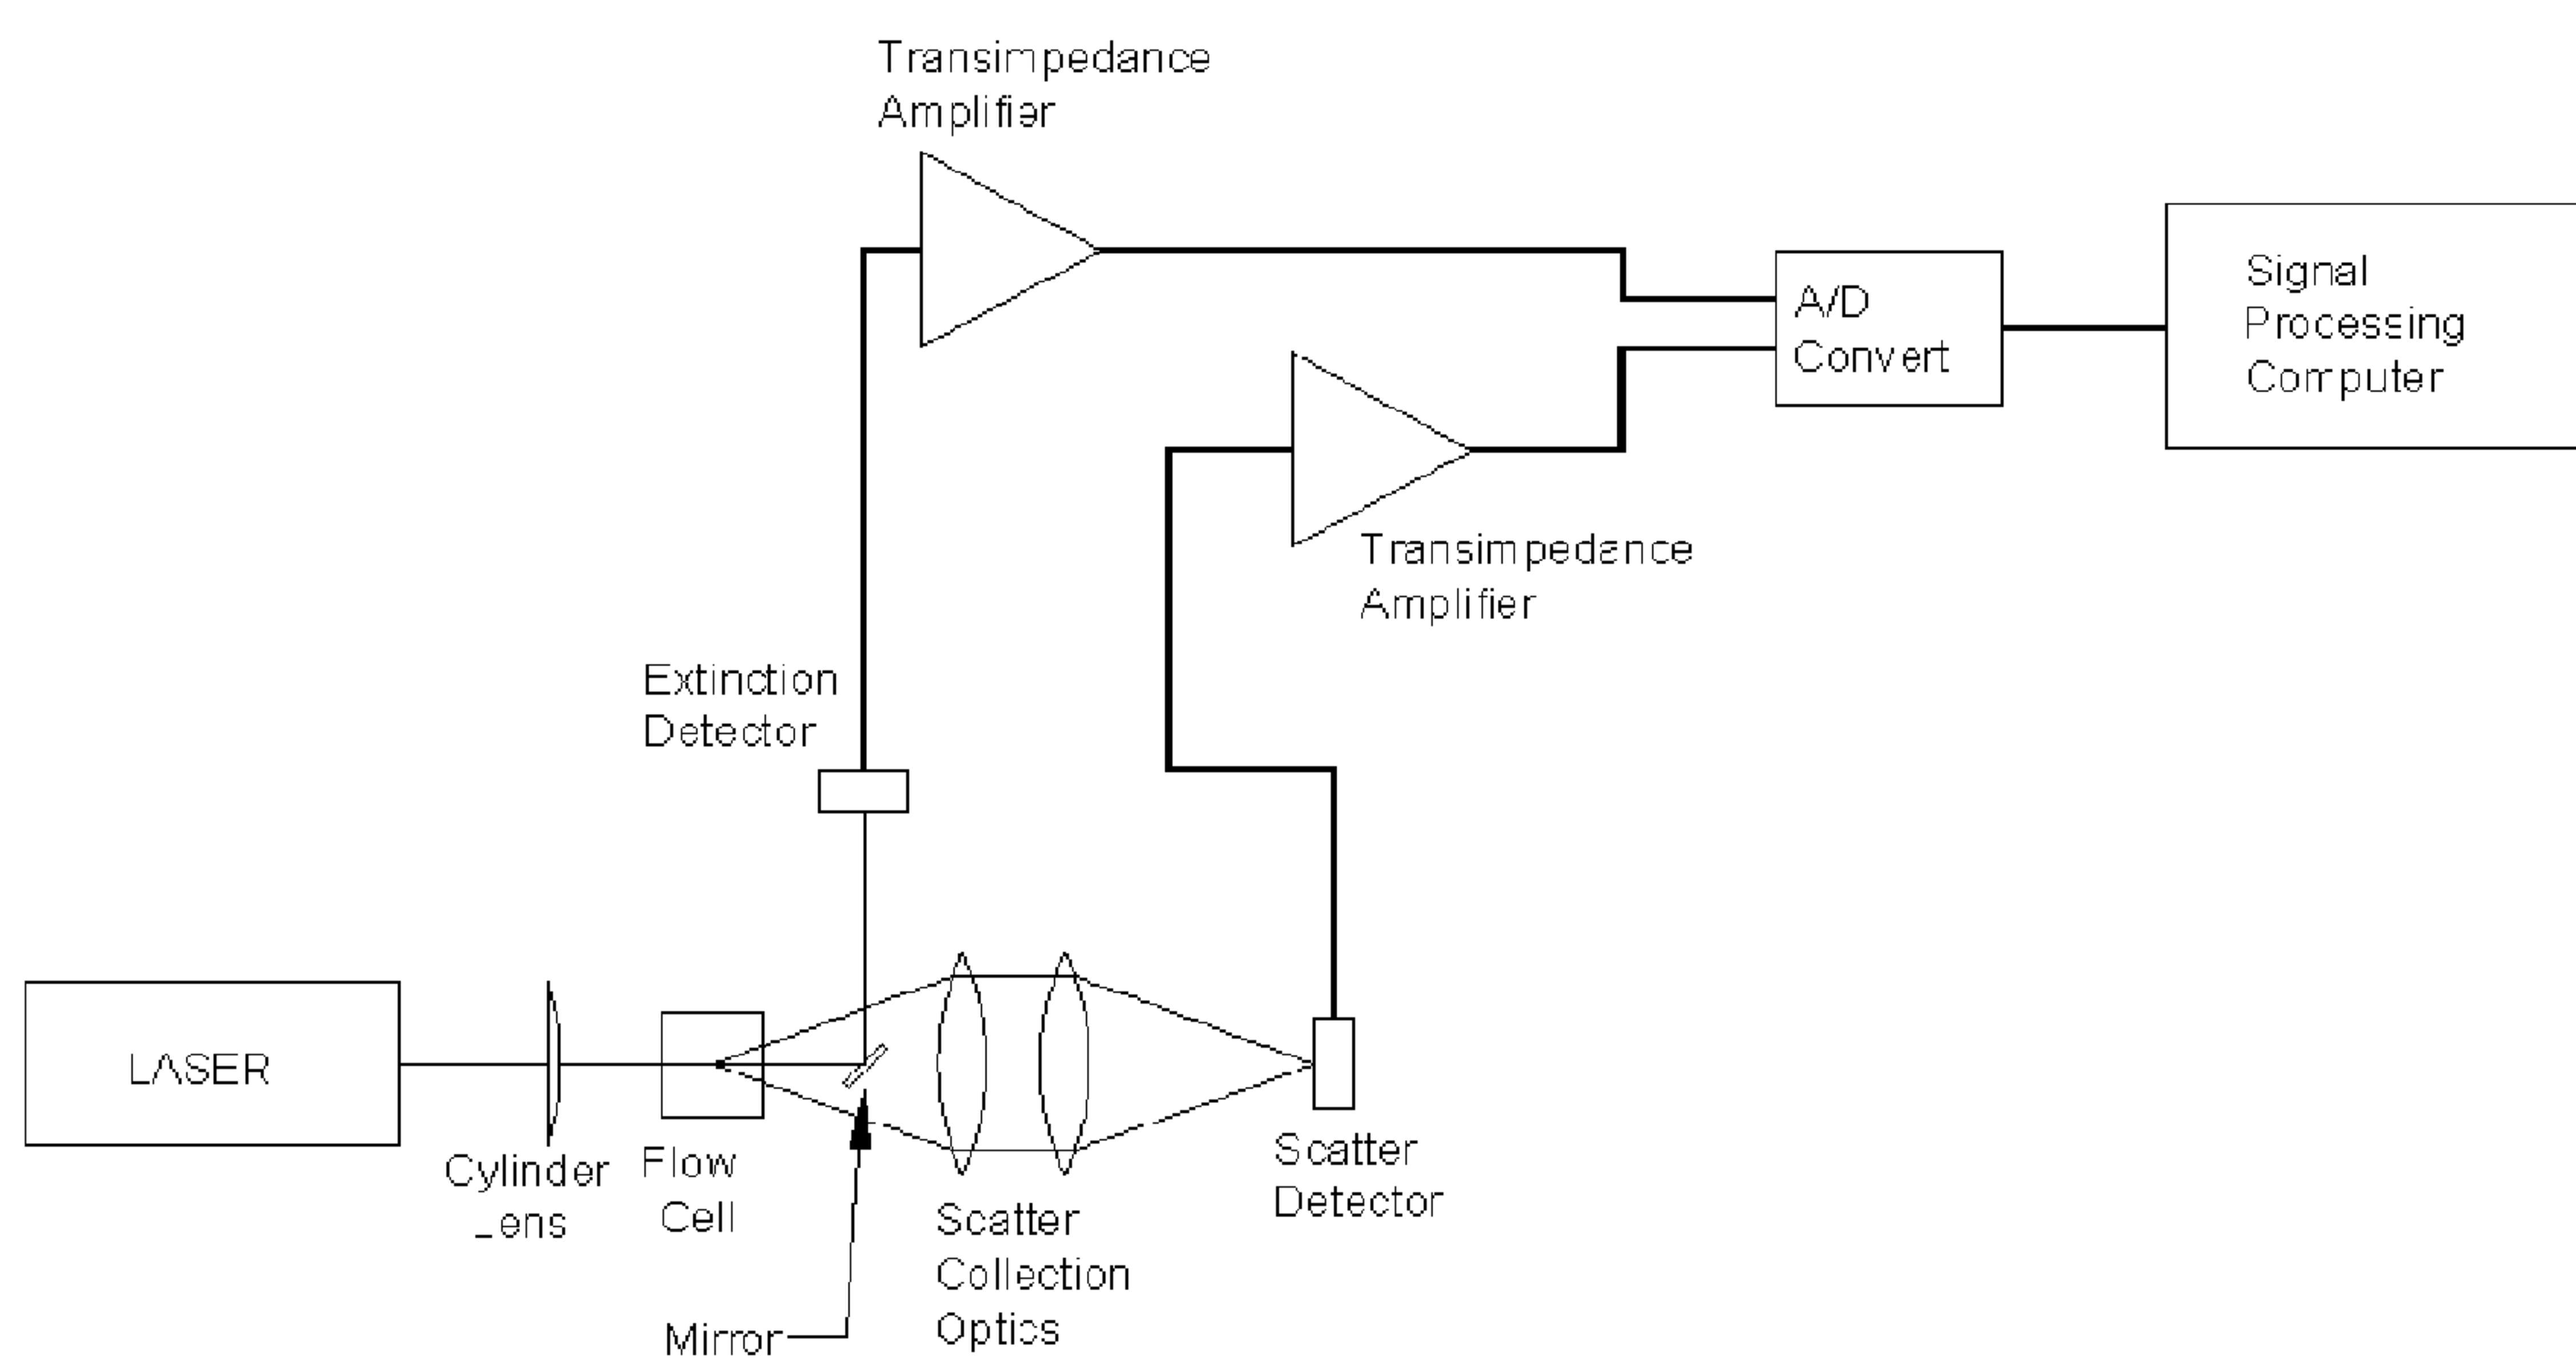 Transimpedance
Amplifier
A/D
Convert
Signal
Processing
Computer
Transimpedance
Amplifier
Extinction
Detector
LASER
Cylinder
Lens
Flow
Cell
Mirror
Scatter
Collection
Optics
Scatter
Detector